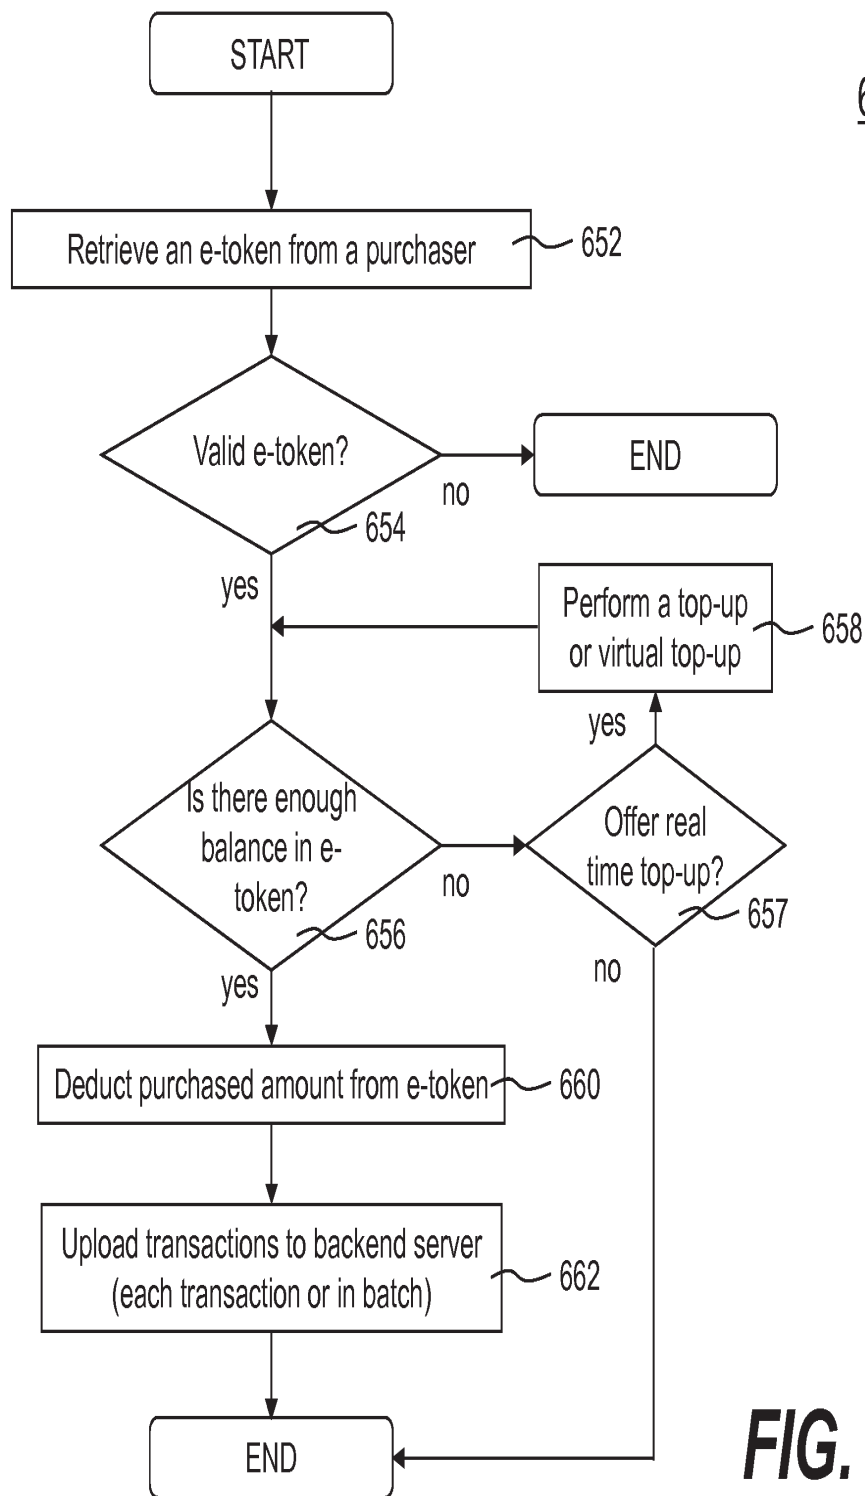 START
6
Retrieve an e-token from a purchaser
652
Valid e-token?
no
END
654
yes
Perform a top-up
or virtual top-up
658
yes
Is there enough
balance in e-
token?
no
656
Offer real
time top-up?
657
yes
no
Deduct purchased amount from e-token
660
Upload transactions to backend server
(each transaction or in batch)
662
END
FIG.